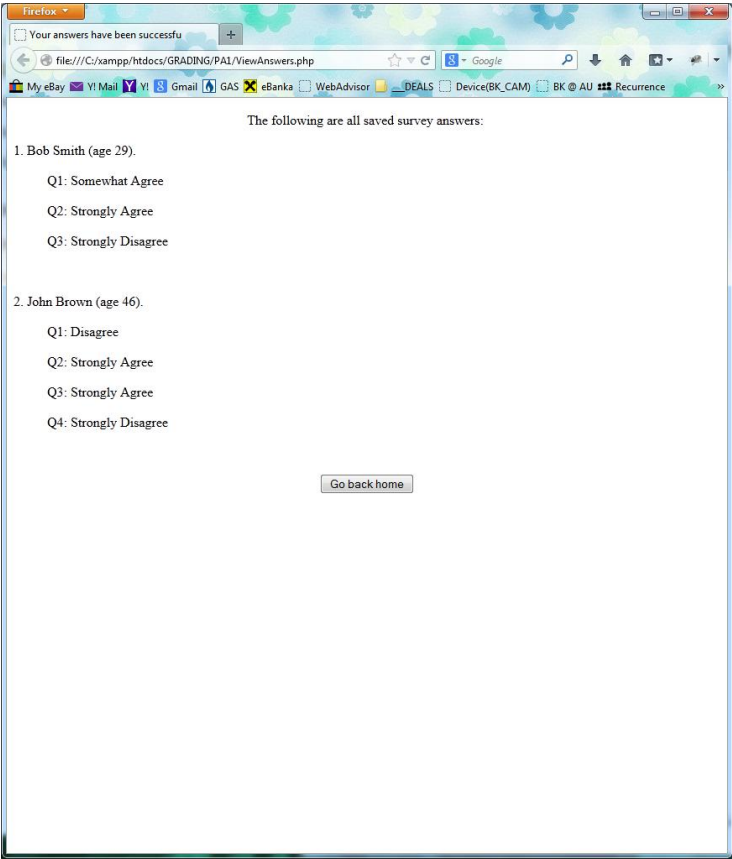 Firefox
Your answers have been successfu
file:///C:/xampp/htdocs/GRADING/PA1/ViewAnswers.php
8 Google
My eBay Y! Mail Y! 8 Gmail GAS eBanka WebAdvisor __DEALS Device(BK_CAM) BK @ AU Recurrence »
The following are all saved survey answers:
1. Bob Smith (age 29).
Q1: Somewhat Agree
Q2: Strongly Agree
Q3: Strongly Disagree
2. John Brown (age 46).
Q1: Disagree
Q2: Strongly Agree
Q3: Strongly Agree
Q4: Strongly Disagree
Go back home